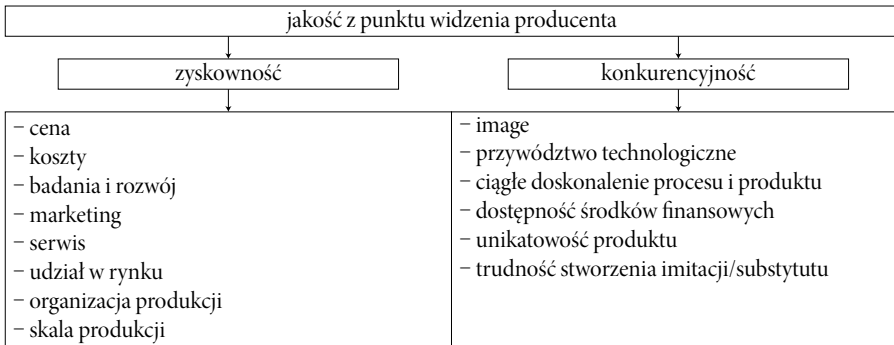 jakość z punktu widzenia producenta
zyskowność
konkurencyjność
– cena
– koszty
– badania i rozwój
– marketing
– serwis
– udział w rynku
– organizacja produkcji
– skala produkcji
– image
– przywództwo technologiczne
– ciągłe doskonalenie procesu i produktu
– dostępność środków finansowych
– unikatowość produktu
– trudność stworzenia imitacji/substytutu